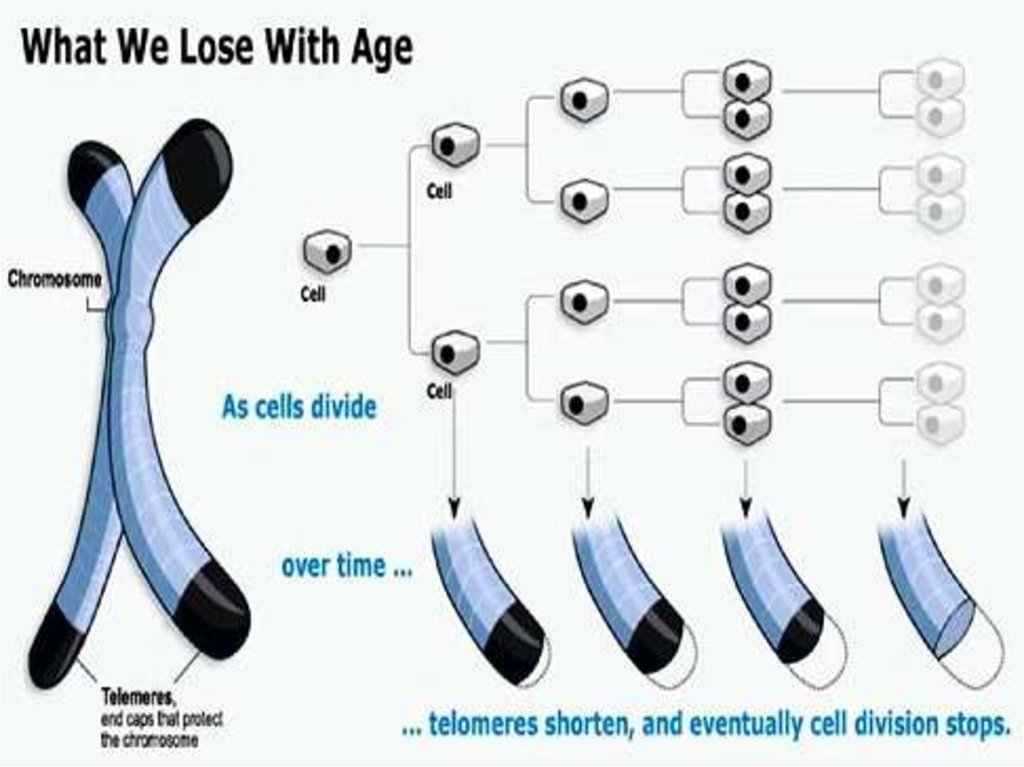 What We Lose With Age
Cell
Chromosome
Cell
Cell
As cells divide
over time ...
Telemeres,
end caps that protect
the chromosome
... telomeres shorten, and eventually cell division stops.